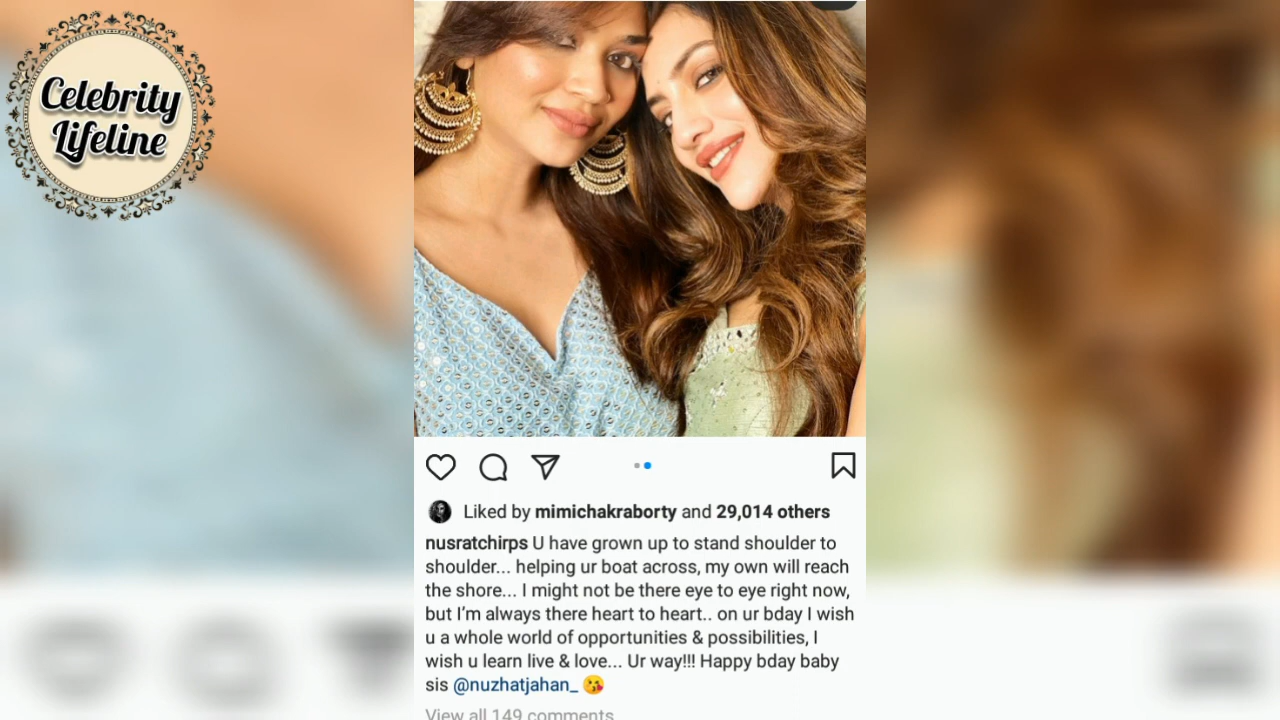 Celebrity
Lifeline
Liked by mimichakraborty and 29,014 others
nusratchirps U have grown up to stand shoulder to
shoulder... helping ur boat across, my own will reach
the shore... I might not be there eye to eye right now,
but I'm always there heart to heart.. on ur bday I wish
u a whole world of opportunities & possibilities, I
wish u learn live & love... Ur way!!! Happy bday baby
sis @nuzhatjahan_ 😘
View all 149 comments